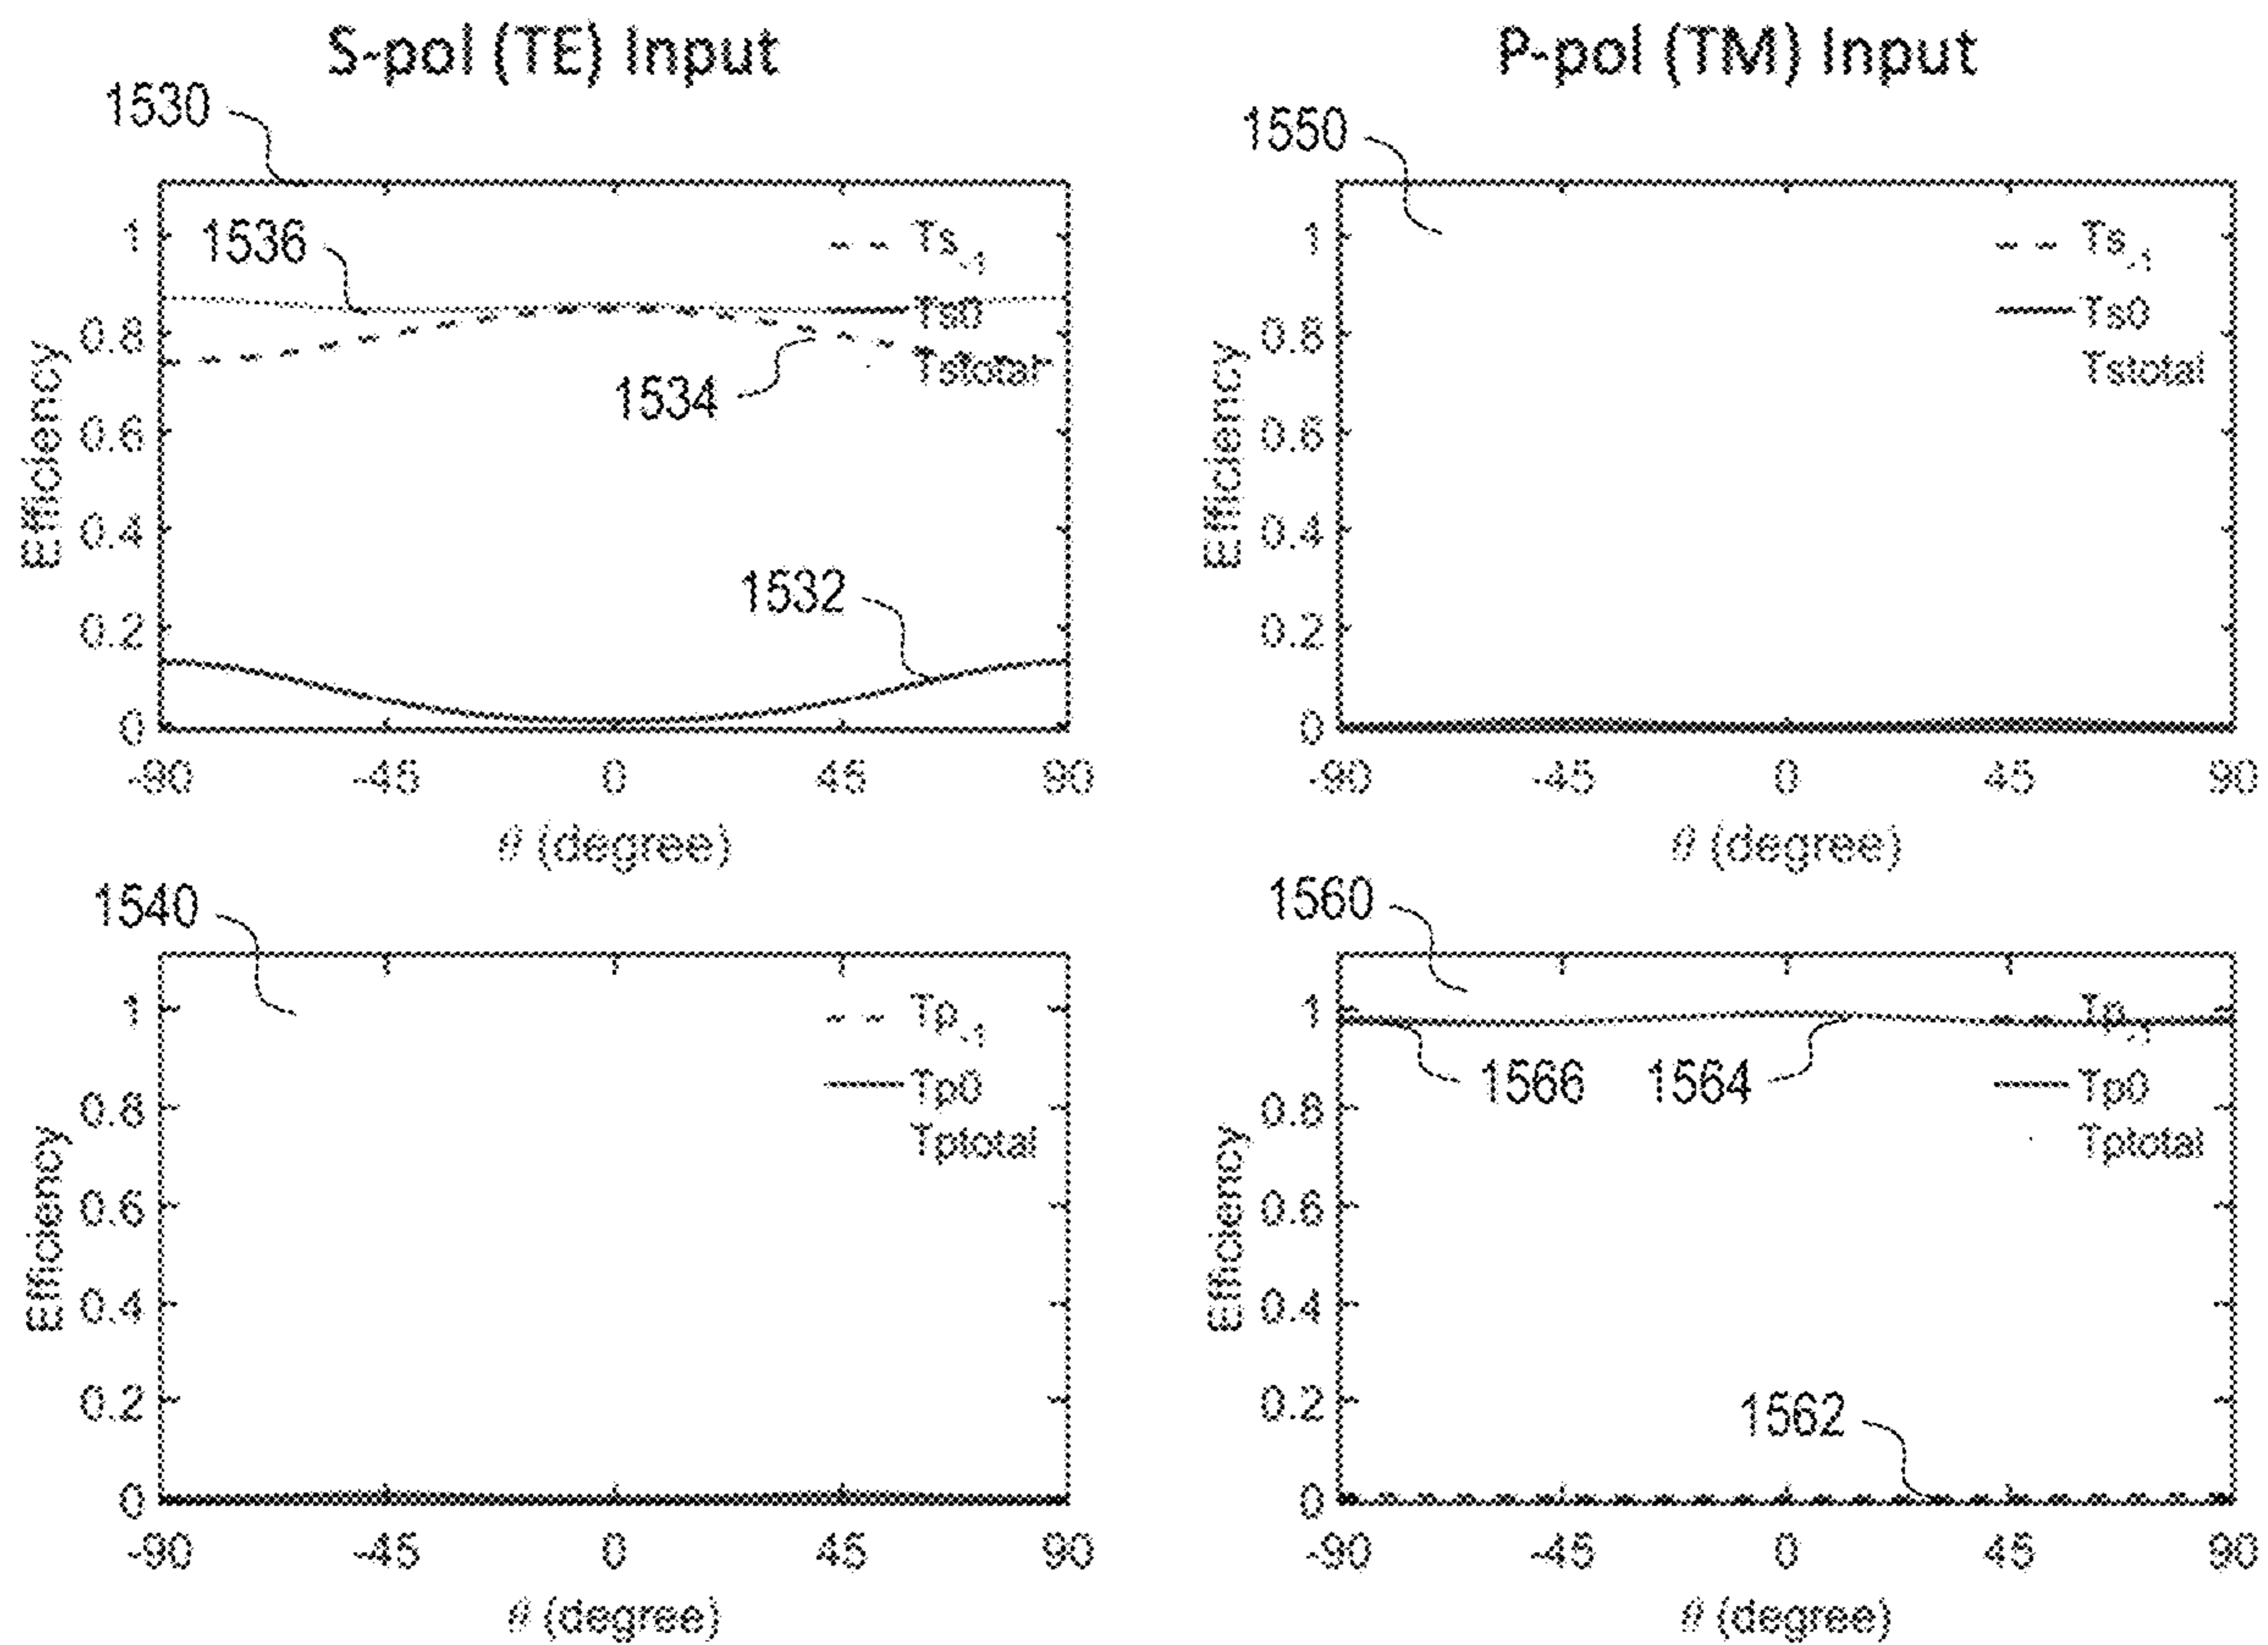 S-pol (TE) Input
1530
1
0.8
0.6
0.4
0.2
0
Efficiency
1536
1534
1532
Ts-1
Ts0
Tstotal
-90 -45 0 45 90
θ (degree)
P-pol (TM) Input
1550
1
0.8
0.6
0.4
0.2
0
Efficiency
Ts-1
Ts0
Tstotal
-90 -45 0 45 90
θ (degree)
1540
1
0.8
0.6
0.4
0.2
0
Efficiency
Tp-1
Tp0
Tptotal
-90 -45 0 45 90
θ (degree)
1560
1
0.8
0.6
0.4
0.2
0
Efficiency
1566 1564
1562
Tp-1
Tp0
Tptotal
-90 -45 0 45 90
θ (degree)